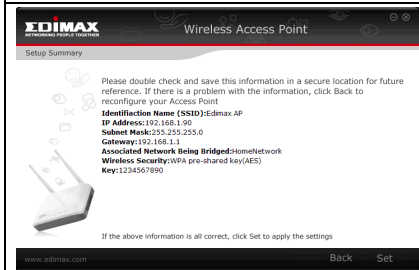 EDIMAX
NETWORKING PEOPLE TOGETHER
Wireless Access Point
Setup Summary
Please double check and save this information in a secure location for future
reference. If there is a problem with the information, click Back to
reconfigure your Access Point
Identifiaction Name (SSID):Edimax AP
IP Address:192.168.1.90
Subnet Mask:255.255.255.0
Gateway:192.168.1.1
Associated Network Being Bridged:HomeNetwork
Wireless Security:WPA pre-shared key(AES)
Key:1234567890
If the above information is all correct, click Set to apply the settings
www.edimax.com
Back Set